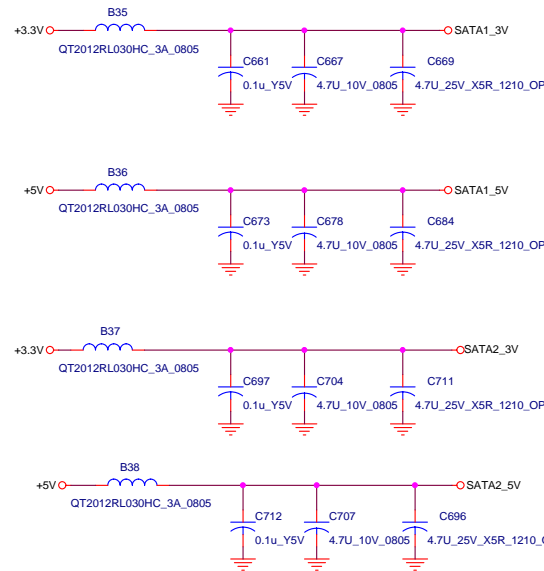 B35
+3.3V
SATA1_3V
QT2012RL030HC_3A_0805
C661
C667
C669
0.1u_Y5V
4.7U_10V_0805
4.7U_25V_X5R_1210_OP
B36
+5V
SATA1_5V
QT2012RL030HC_3A_0805
C673
C678
C684
0.1u_Y5V
4.7U_10V_0805
4.7U_25V_X5R_1210_OP
B37
+3.3V
SATA2_3V
QT2012RL030HC_3A_0805
C697
C704
C711
0.1u_Y5V
4.7U_10V_0805
4.7U_25V_X5R_1210_OP
B38
+5V
SATA2_5V
QT2012RL030HC_3A_0805
C712
C707
C696
0.1u_Y5V
4.7U_10V_0805
4.7U_25V_X5R_1210_O